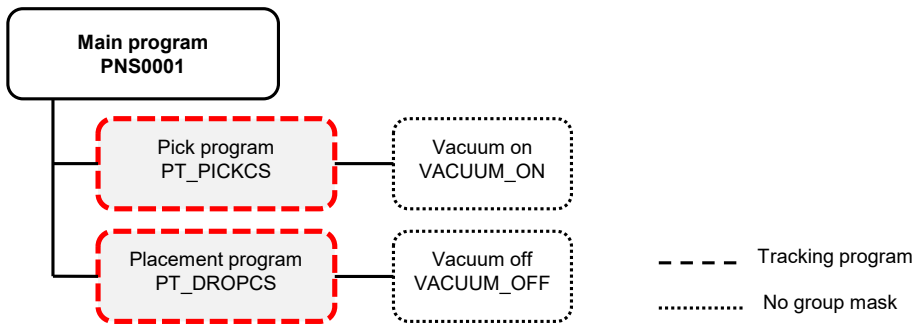 Main program
PNS0001
Pick program
PT_PICKCS
Vacuum on
VACUUM_ON
Placement program
PT_DROPCS
Vacuum off
VACUUM_OFF
Tracking program
No group mask